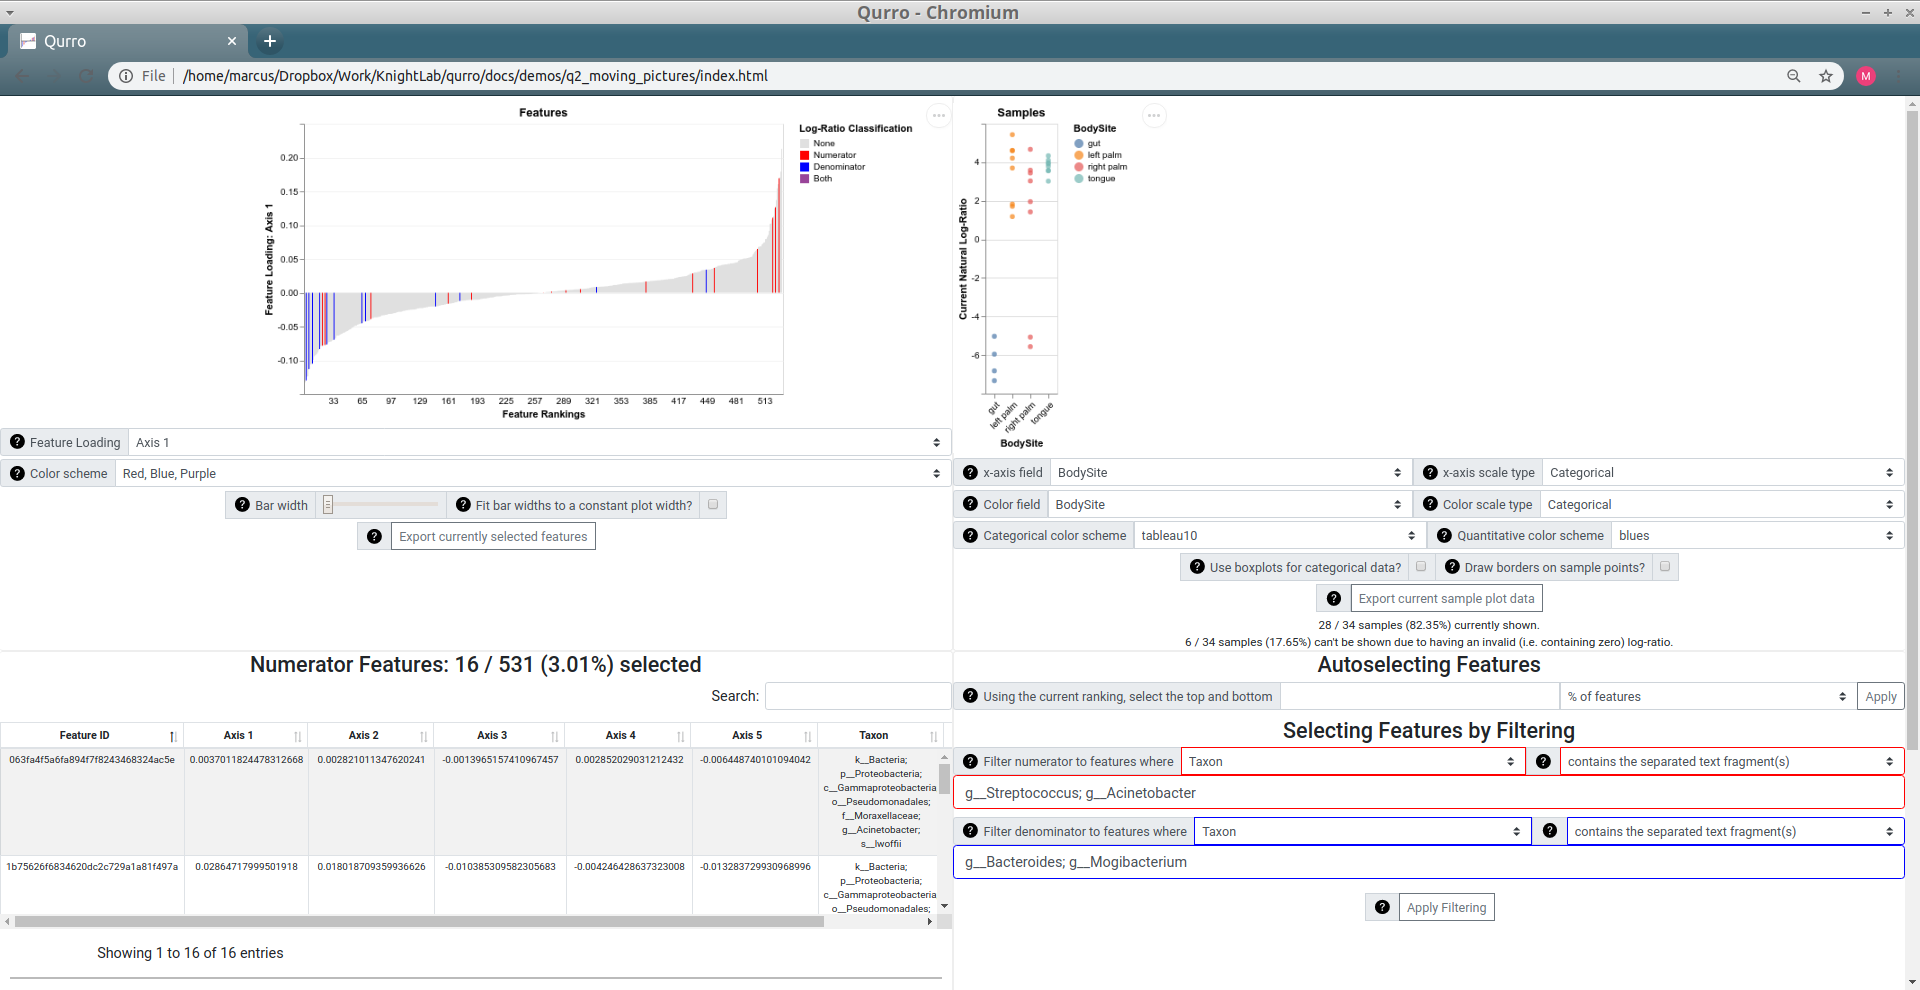 Qurro - Chromium
Qurro
File /home/marcus/Dropbox/Work/KnightLab/qurro/docs/demos/q2_moving_pictures/index.html
M
Features
Log-Ratio Classification
None
Numerator
Denominator
Both
Feature Loading: Axis 1
0.20
0.15
0.10
0.05
0.00
-0.05
-0.10
33 65 97 129 161 193 225 257 289 321 353 385 417 449 481 513
Feature Rankings
Samples
BodySite
gut
left palm
right palm
tongue
Current Natural Log-Ratio
4
2
0
-2
-4
-6
gut left palm right palm tongue
BodySite
Feature Loading Axis 1
Color scheme Red, Blue, Purple
Bar width Fit bar widths to a constant plot width?
Export currently selected features
x-axis field BodySite x-axis scale type Categorical
Color field BodySite Color scale type Categorical
Categorical color scheme tableau10 Quantitative color scheme blues
Use boxplots for categorical data? Draw borders on sample points?
Export current sample plot data
28 / 34 samples (82.35%) currently shown.
6 / 34 samples (17.65%) can't be shown due to having an invalid (i.e. containing zero) log-ratio.
Numerator Features: 16 / 531 (3.01%) selected
Search:
Feature ID Axis 1 Axis 2 Axis 3 Axis 4 Axis 5 Taxon
063fa4f5a6fa894f7f8243468324ac5e 0.0037011824478312668 0.002821011347620241 -0.0013965157410967457 0.002852029031212432 -0.006448740101094042 k__Bacteria;
p__Proteobacteria;
c__Gammaproteobacteria
o__Pseudomonadales;
f__Moraxellaceae;
g__Acinetobacter;
s__lwoffii
1b75626f6834620dc2c729a1a81f497a 0.02864717999501918 0.018018709359936626 -0.010385309582305683 -0.004246428637323008 -0.013283729930968996 k__Bacteria;
p__Proteobacteria;
c__Gammaproteobacteria
o__Pseudomonadales;
Showing 1 to 16 of 16 entries
Autoselecting Features
Using the current ranking, select the top and bottom % of features Apply
Selecting Features by Filtering
Filter numerator to features where Taxon contains the separated text fragment(s)
g__Streptococcus; g__Acinetobacter
Filter denominator to features where Taxon contains the separated text fragment(s)
g__Bacteroides; g__Mogibacterium
Apply Filtering